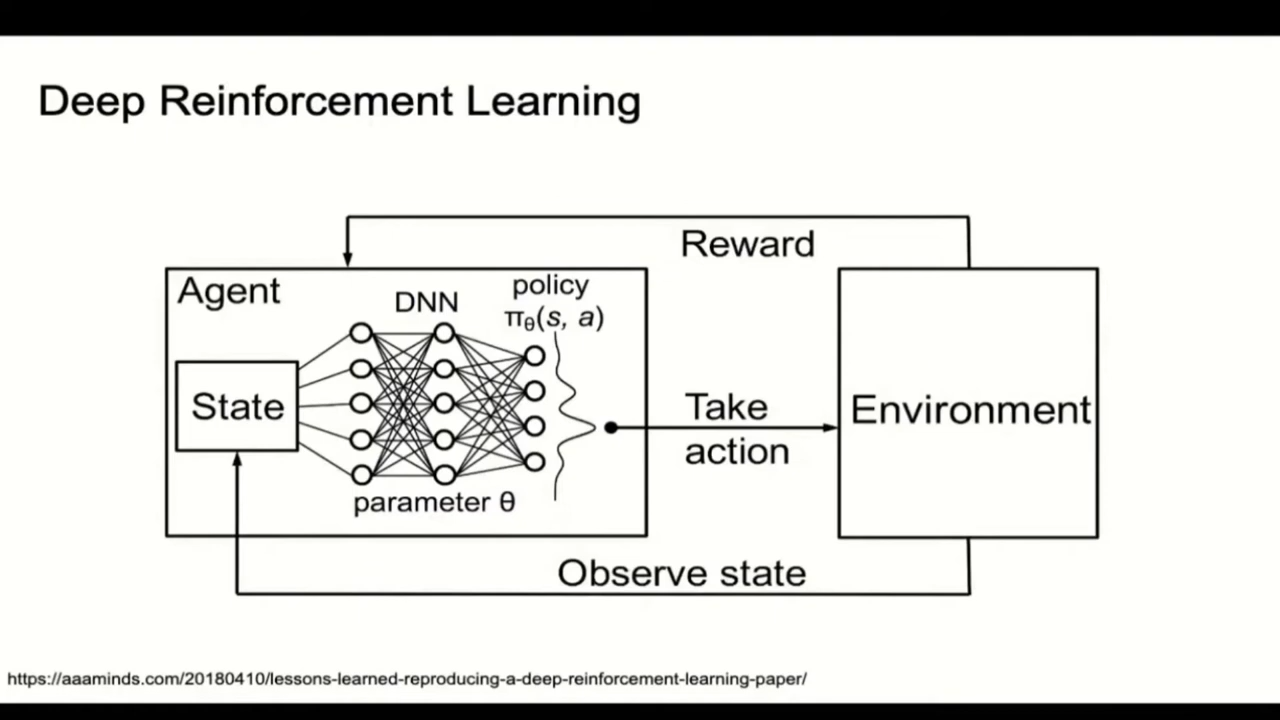 Deep Reinforcement Learning
Reward
Agent
DNN
policy
πθ(s, a)
State
parameter θ
Take
action
Environment
Observe state
https://aaaminds.com/20180410/lessons-learned-reproducing-a-deep-reinforcement-learning-paper/